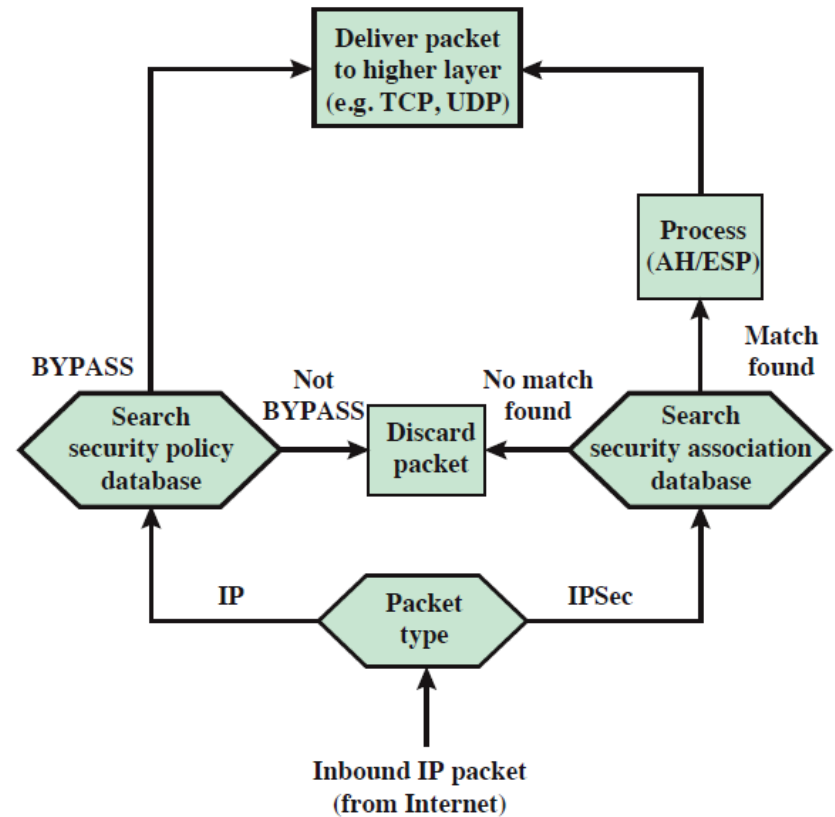 Deliver packet
to higher layer
(e.g. TCP, UDP)
Process
(AH/ESP)
BYPASS
Not
BYPASS
No match
found
Match
found
Search
security policy
database
Discard
packet
Search
security association
database
IP
Packet
type
IPSec
Inbound IP packet
(from Internet)